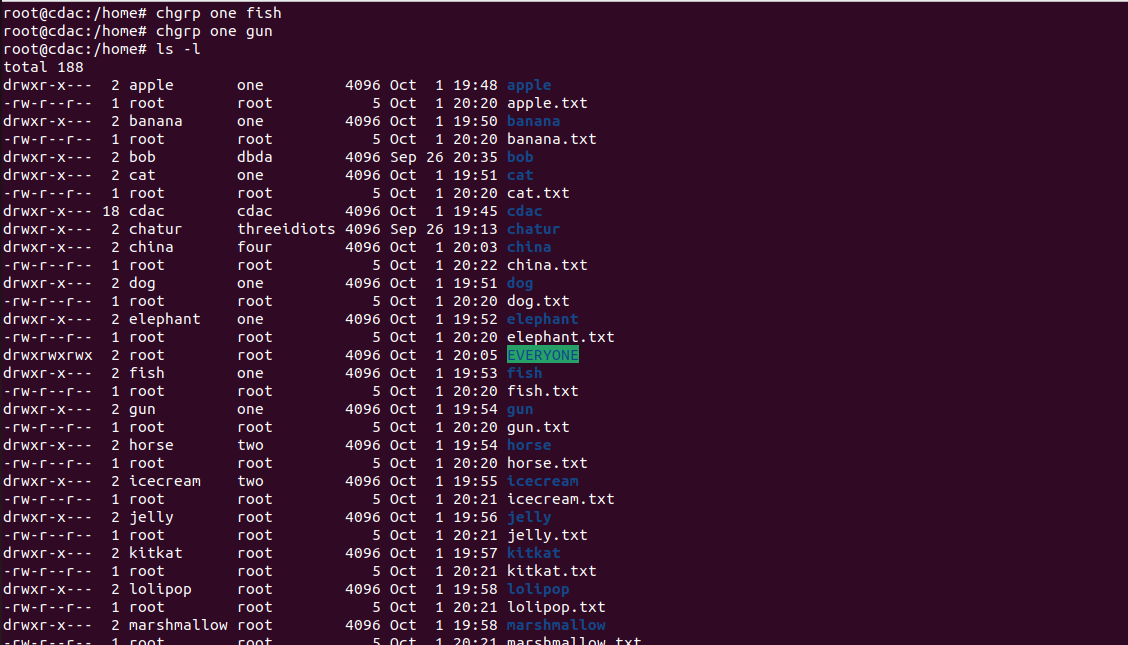 root@cdac:/home# chgrp one fish
root@cdac:/home# chgrp one gun
root@cdac:/home# ls -l
total 188
drwxr-x---  2 apple       one         4096 Oct  1 19:48 apple
-rw-r--r--  1 root        root           5 Oct  1 20:20 apple.txt
drwxr-x---  2 banana      one         4096 Oct  1 19:50 banana
-rw-r--r--  1 root        root           5 Oct  1 20:20 banana.txt
drwxr-x---  2 bob         dbda        4096 Sep 26 20:35 bob
drwxr-x---  2 cat         one         4096 Oct  1 19:51 cat
-rw-r--r--  1 root        root           5 Oct  1 20:20 cat.txt
drwxr-x--- 18 cdac        cdac        4096 Oct  1 19:45 cdac
drwxr-x---  2 chatur      threeidiots 4096 Sep 26 19:13 chatur
drwxr-x---  2 china       four        4096 Oct  1 20:03 china
-rw-r--r--  1 root        root           5 Oct  1 20:22 china.txt
drwxr-x---  2 dog         one         4096 Oct  1 19:51 dog
-rw-r--r--  1 root        root           5 Oct  1 20:20 dog.txt
drwxr-x---  2 elephant    one         4096 Oct  1 19:52 elephant
-rw-r--r--  1 root        root           5 Oct  1 20:20 elephant.txt
drwxrwxrwx  2 root        root        4096 Oct  1 20:05 EVERYONE
drwxr-x---  2 fish        one         4096 Oct  1 19:53 fish
-rw-r--r--  1 root        root           5 Oct  1 20:20 fish.txt
drwxr-x---  2 gun         one         4096 Oct  1 19:54 gun
-rw-r--r--  1 root        root           5 Oct  1 20:20 gun.txt
drwxr-x---  2 horse       two         4096 Oct  1 19:54 horse
-rw-r--r--  1 root        root           5 Oct  1 20:20 horse.txt
drwxr-x---  2 icecream    two         4096 Oct  1 19:55 icecream
-rw-r--r--  1 root        root           5 Oct  1 20:21 icecream.txt
drwxr-x---  2 jelly       root        4096 Oct  1 19:56 jelly
-rw-r--r--  1 root        root           5 Oct  1 20:21 jelly.txt
drwxr-x---  2 kitkat      root        4096 Oct  1 19:57 kitkat
-rw-r--r--  1 root        root           5 Oct  1 20:21 kitkat.txt
drwxr-x---  2 lolipop     root        4096 Oct  1 19:58 lolipop
-rw-r--r--  1 root        root           5 Oct  1 20:21 lolipop.txt
drwxr-x---  2 marshmallow root        4096 Oct  1 19:58 marshmallow
-rw-r--r--  1 root        root           5 Oct  1 20:21 marshmallow.txt